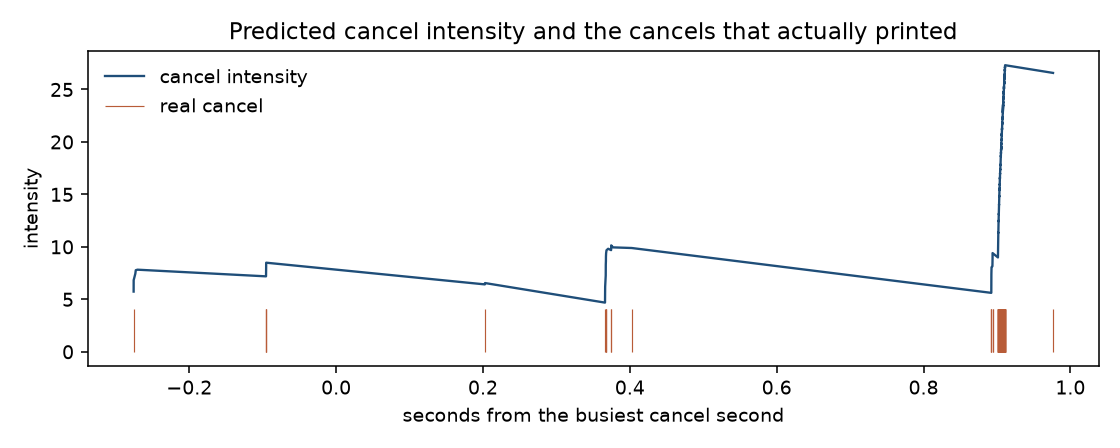 Predicted cancel intensity and the cancels that actually printed
cancel intensity
real cancel
intensity
25
20
15
10
5
0
−0.2 0.0 0.2 0.4 0.6 0.8 1.0
seconds from the busiest cancel second